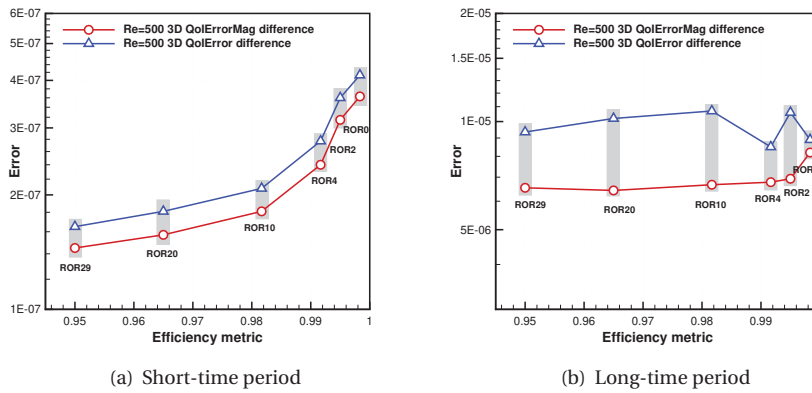 6E-07
5E-07
4E-07
3E-07
2E-07
1E-07
Error
Re=500 3D QoIErrorMag difference
Re=500 3D QoIError difference
ROR0
ROR2
ROR4
ROR10
ROR20
ROR29
0.95 0.96 0.97 0.98 0.99 1
Efficiency metric
(a) Short-time period
2E-05
1.5E-05
1E-05
5E-06
Error
Re=500 3D QoIErrorMag difference
Re=500 3D QoIError difference
ROR
ROR2
ROR4
ROR10
ROR20
ROR29
0.95 0.96 0.97 0.98 0.99
Efficiency metric
(b) Long-time period